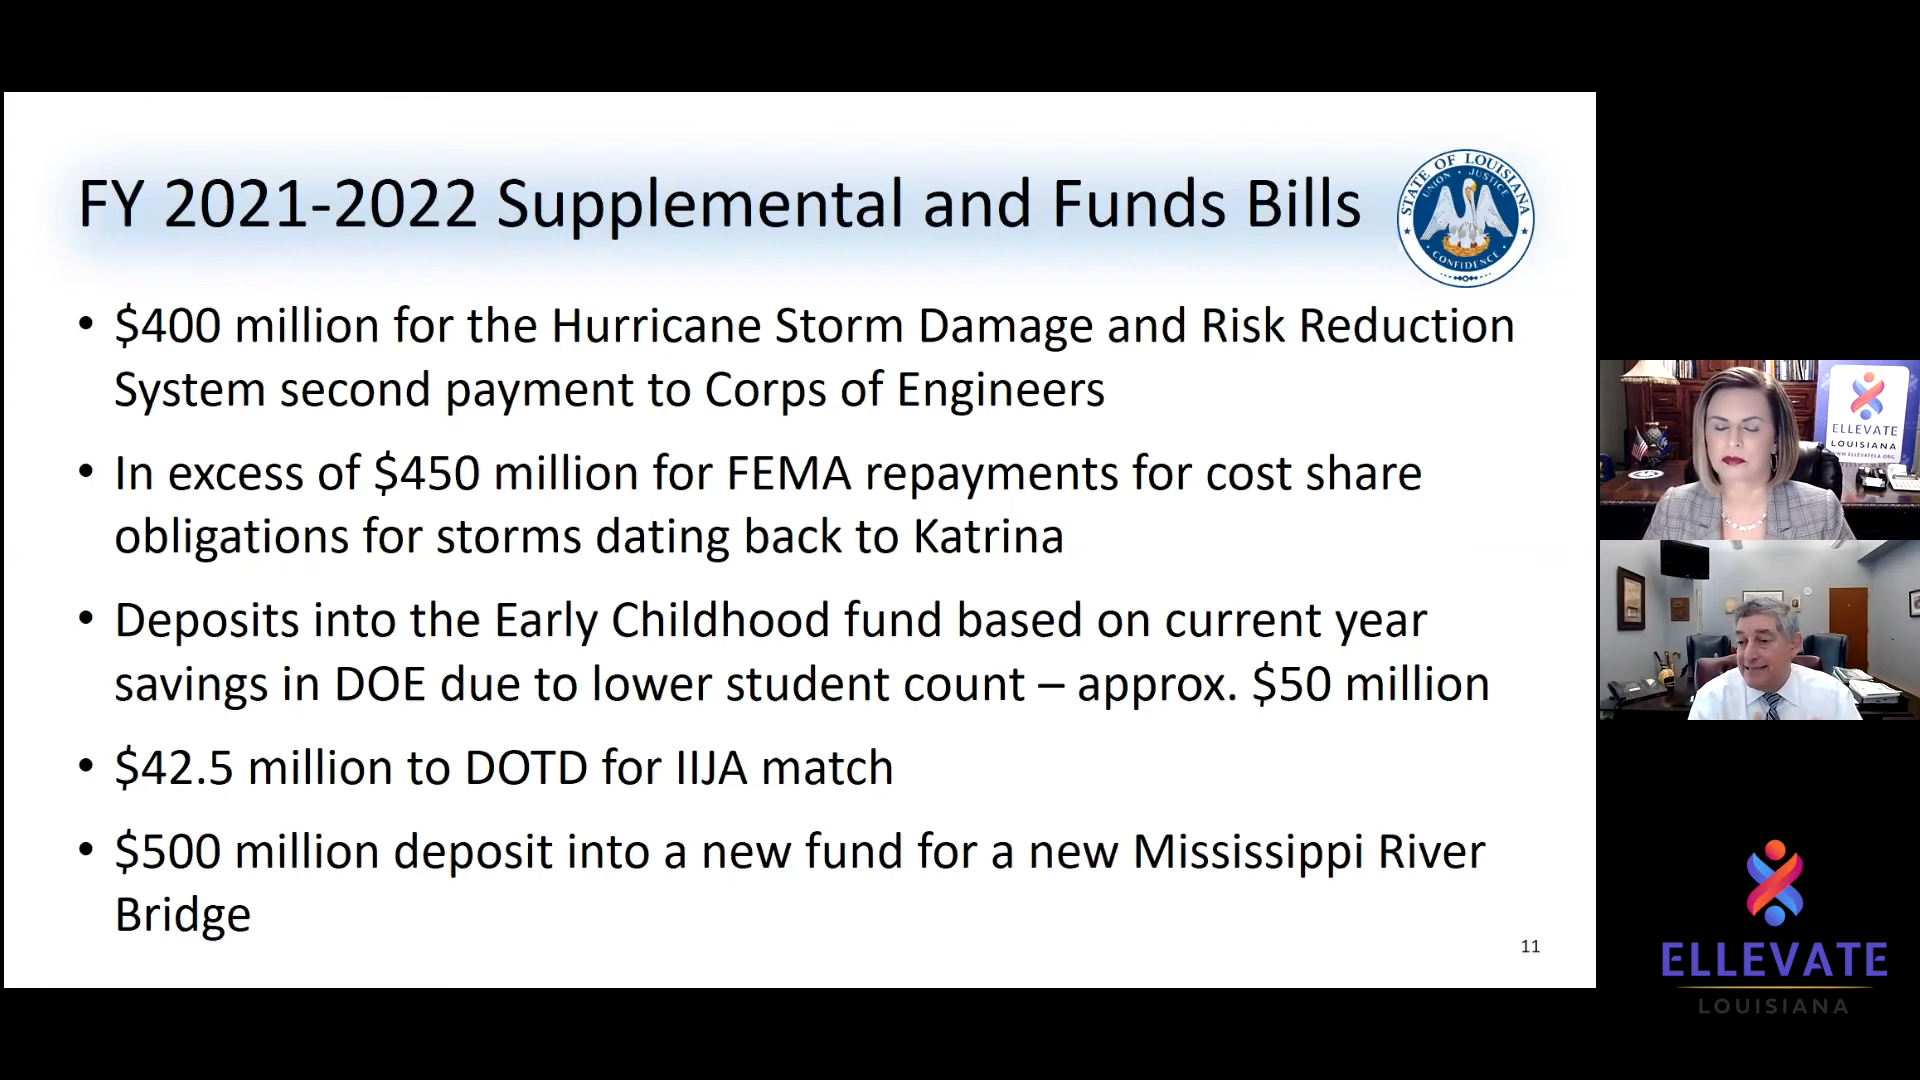 FY 2021-2022 Supplemental and Funds Bills
STATE OF LOUISIANA
UNION · JUSTICE
CONFIDENCE
• $400 million for the Hurricane Storm Damage and Risk Reduction
System second payment to Corps of Engineers
• In excess of $450 million for FEMA repayments for cost share
obligations for storms dating back to Katrina
• Deposits into the Early Childhood fund based on current year
savings in DOE due to lower student count – approx. $50 million
• $42.5 million to DOTD for IIJA match
• $500 million deposit into a new fund for a new Mississippi River
Bridge
11
ELLEVATE
LOUISIANA
WWW.ELLEVATELA.ORG
ELLEVATE
LOUISIANA